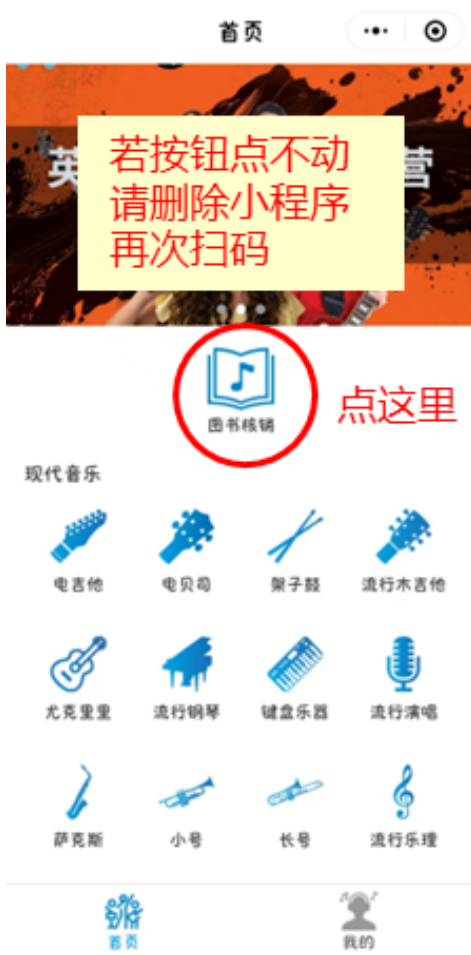 首页
英 营
若按钮点不动
请删除小程序
再次扫码
图书核销
点这里
现代音乐
电吉他 电贝司 架子鼓 流行木吉他
尤克里里 流行钢琴 键盘乐器 流行演唱
萨克斯 小号 长号 流行乐理
首页 我的